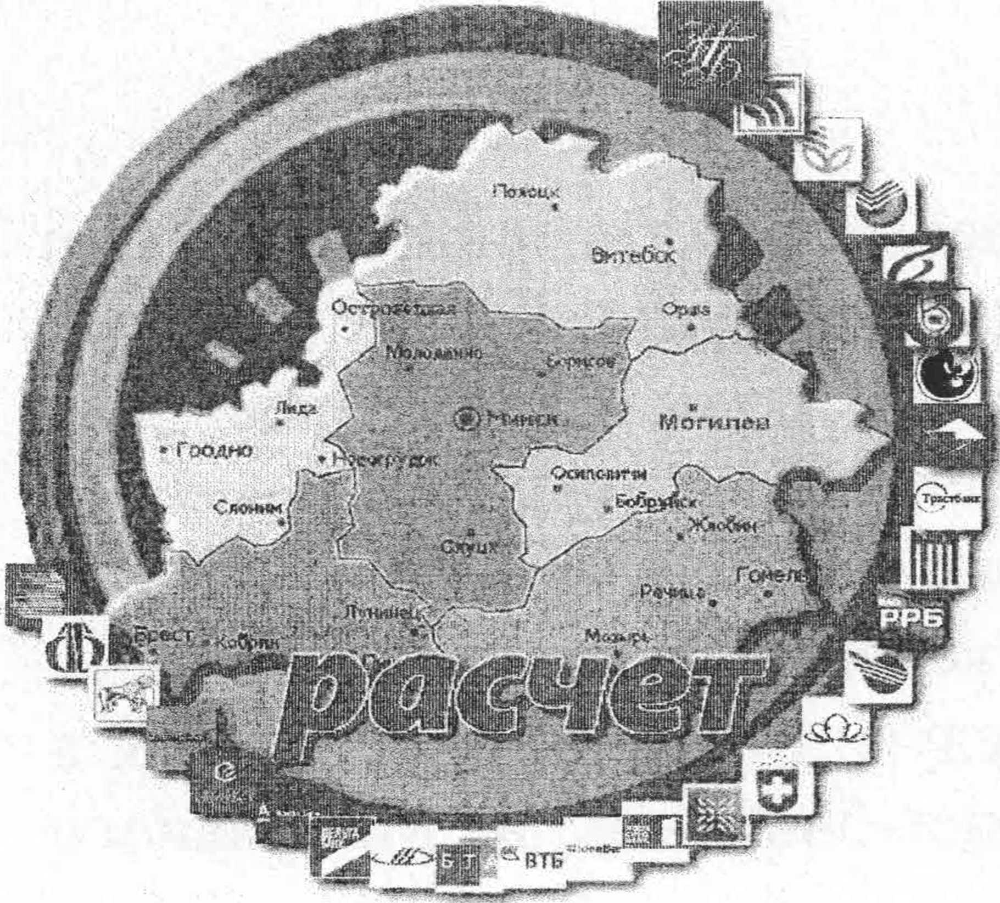 Полоцк
Витебск
Орша
Молодечно
Борисов
Лида
Минск
Могилев
Гродно
Новогрудок
Осиповичи
Слоним
Бобруйск
Трастбанк
Жлобин
Слуцк
Гомель
Речица
Лунинец
РРБ
Брест
Кобрин
Мозырь
расчет
БТ
ВТБ